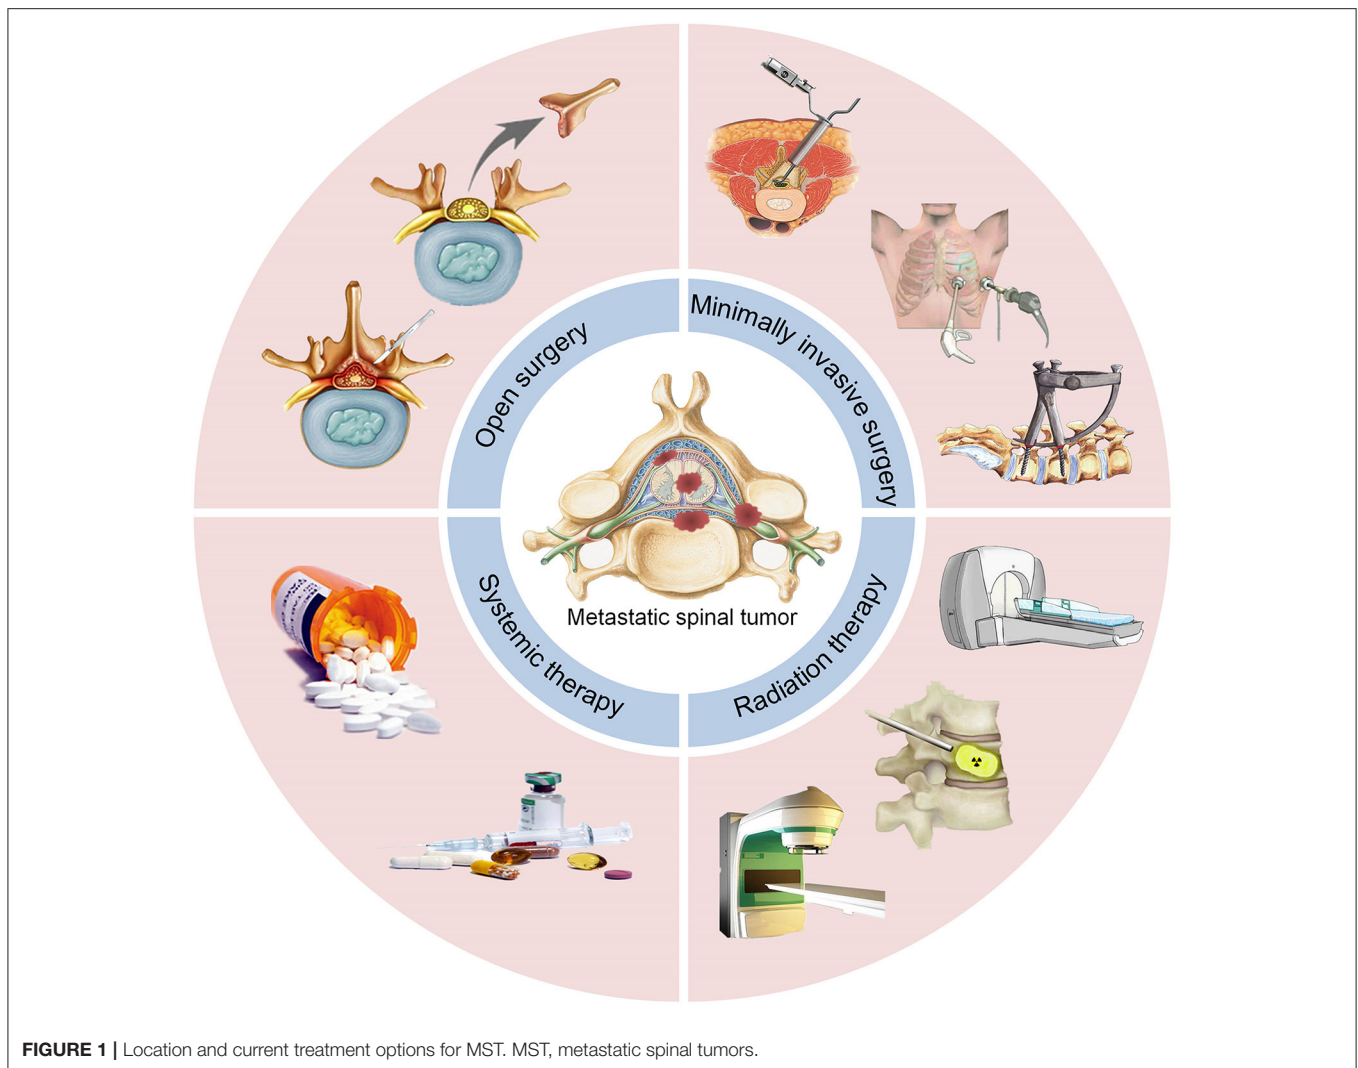 Open surgery
Minimally invasive surgery
Metastatic spinal tumor
Systemic therapy
Radiation therapy
FIGURE 1 | Location and current treatment options for MST. MST, metastatic spinal tumors.